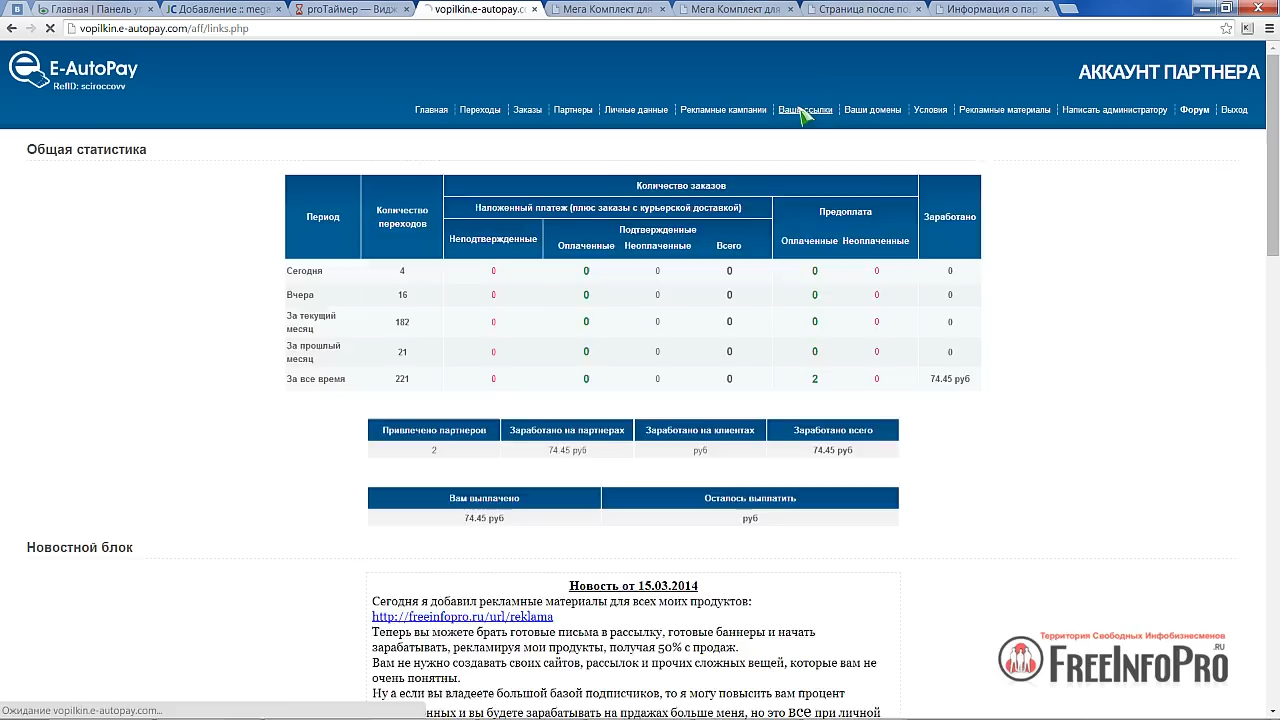 Главная | Панель уг
JC Добавление :: mega
proТаймер — Видж
vopilkin.e-autopay.co
Мега Комплект для
Мега Комплект для
Страница после по
Информация о пар
vopilkin.e-autopay.com/aff/links.php
E-AutoPay
RefID: sciroccovv
АККАУНТ ПАРТНЕРА
Главная Переходы Заказы Партнеры Личные данные Рекламные кампании Ваши ссылки Ваши домены Условия Рекламные материалы Написать администратору Форум Выход
Общая статистика
Период
Количество переходов
Количество заказов
Наложенный платеж (плюс заказы с курьерской доставкой)
Предоплата
Заработано
Неподтвержденные
Подтвержденные
Оплаченные Неоплаченные Всего
Оплаченные Неоплаченные
Сегодня 4 0 0 0 0 0 0 0
Вчера 16 0 0 0 0 0 0 0
За текущий месяц 182 0 0 0 0 0 0 0
За прошлый месяц 21 0 0 0 0 0 0 0
За все время 221 0 0 0 0 2 0 74.45 руб
Привлечено партнеров Заработано на партнерах Заработано на клиентах Заработано всего
2 74.45 руб руб 74.45 руб
Вам выплачено Осталось выплатить
74.45 руб руб
Новостной блок
Новость от 15.03.2014
Сегодня я добавил рекламные материалы для всех моих продуктов:
http://freeinfopro.ru/url/reklama
Теперь вы можете брать готовые письма в рассылку, готовые баннеры и начать
зарабатывать, рекламируя мои продукты, получая 50% с продаж.
Вам не нужно создавать своих сайтов, рассылок и прочих сложных вещей, которые вам не
очень понятны.
Ну а если вы владеете большой базой подписчиков, то я могу повысить вам процент
нных и вы будете зарабатывать на прдажах больше меня, но это все при личной
Ожидание vopilkin.e-autopay.com...
Территория Свободных Инфобизнесменов
FREEINFOPRO
.RU